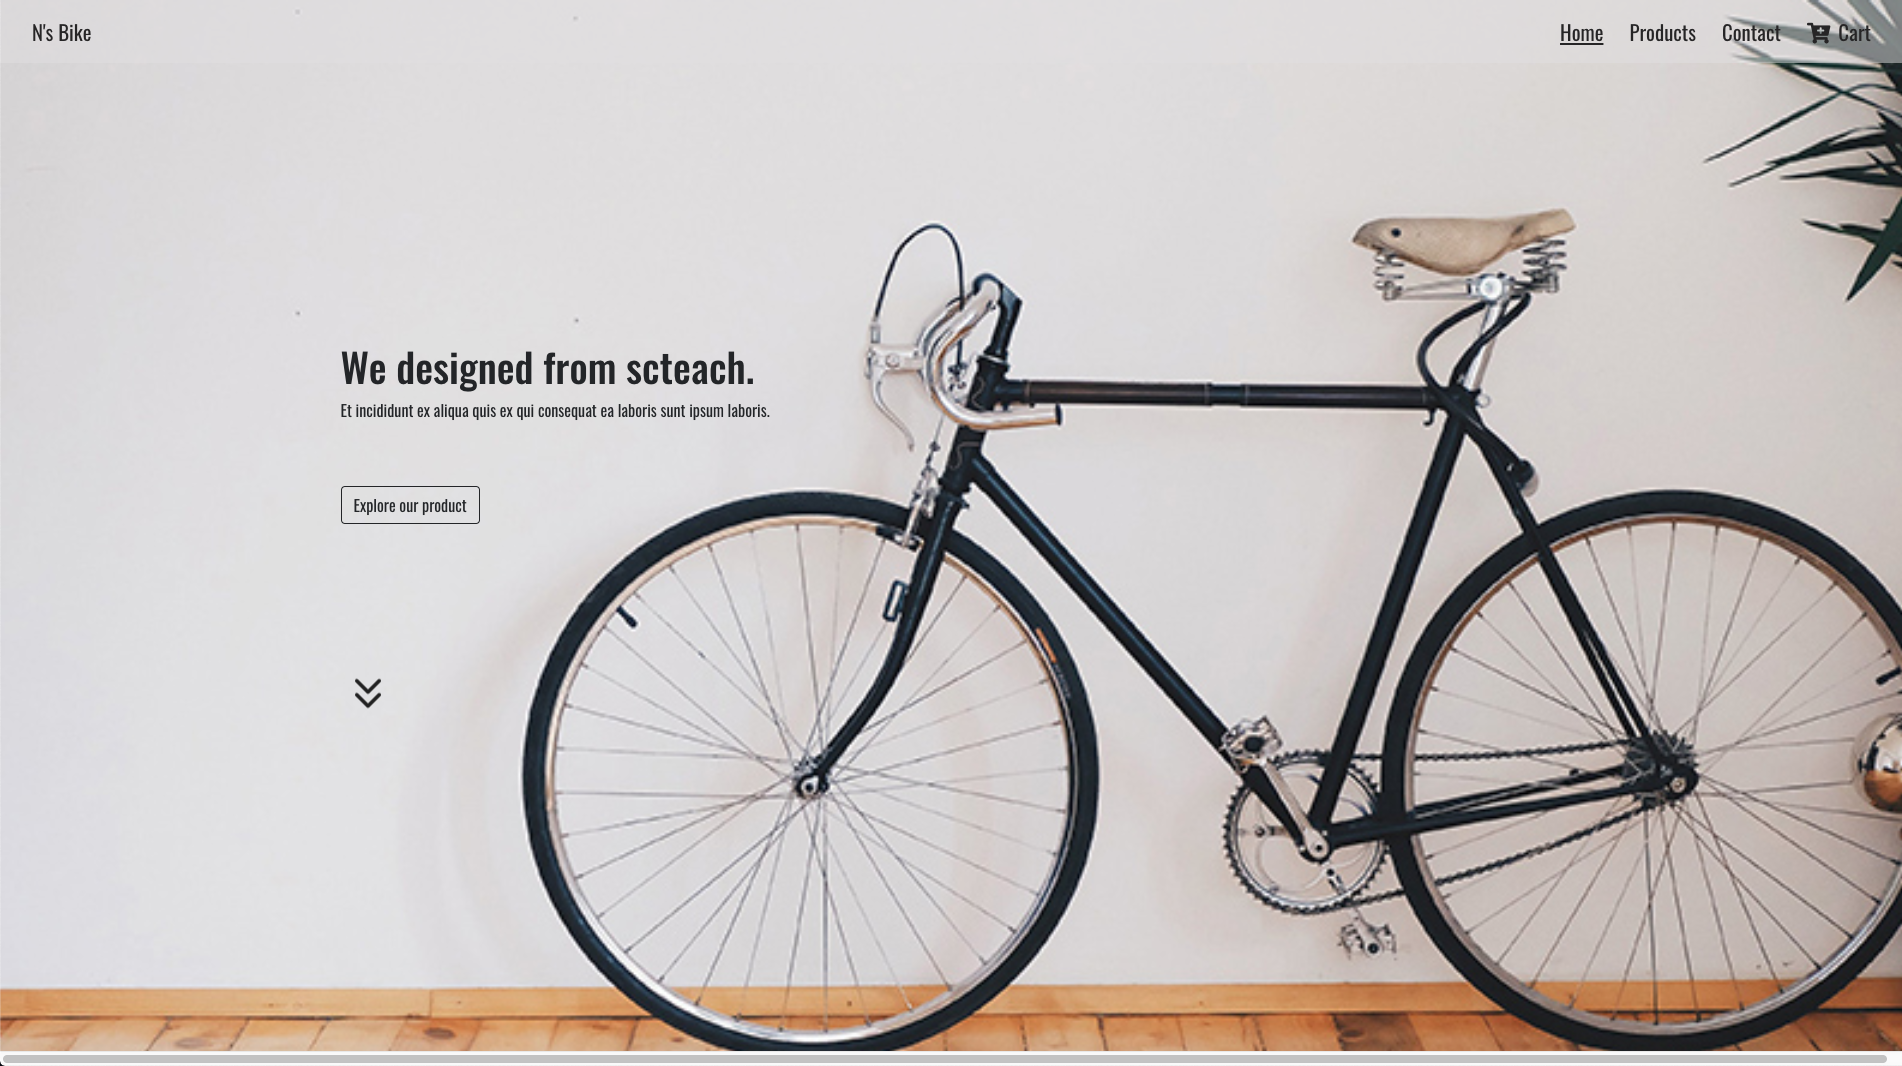 N's Bike
Home Products Contact Cart
We designed from scteach.
Et incididunt ex aliqua quis ex qui consequat ea laboris sunt ipsum laboris.
Explore our product